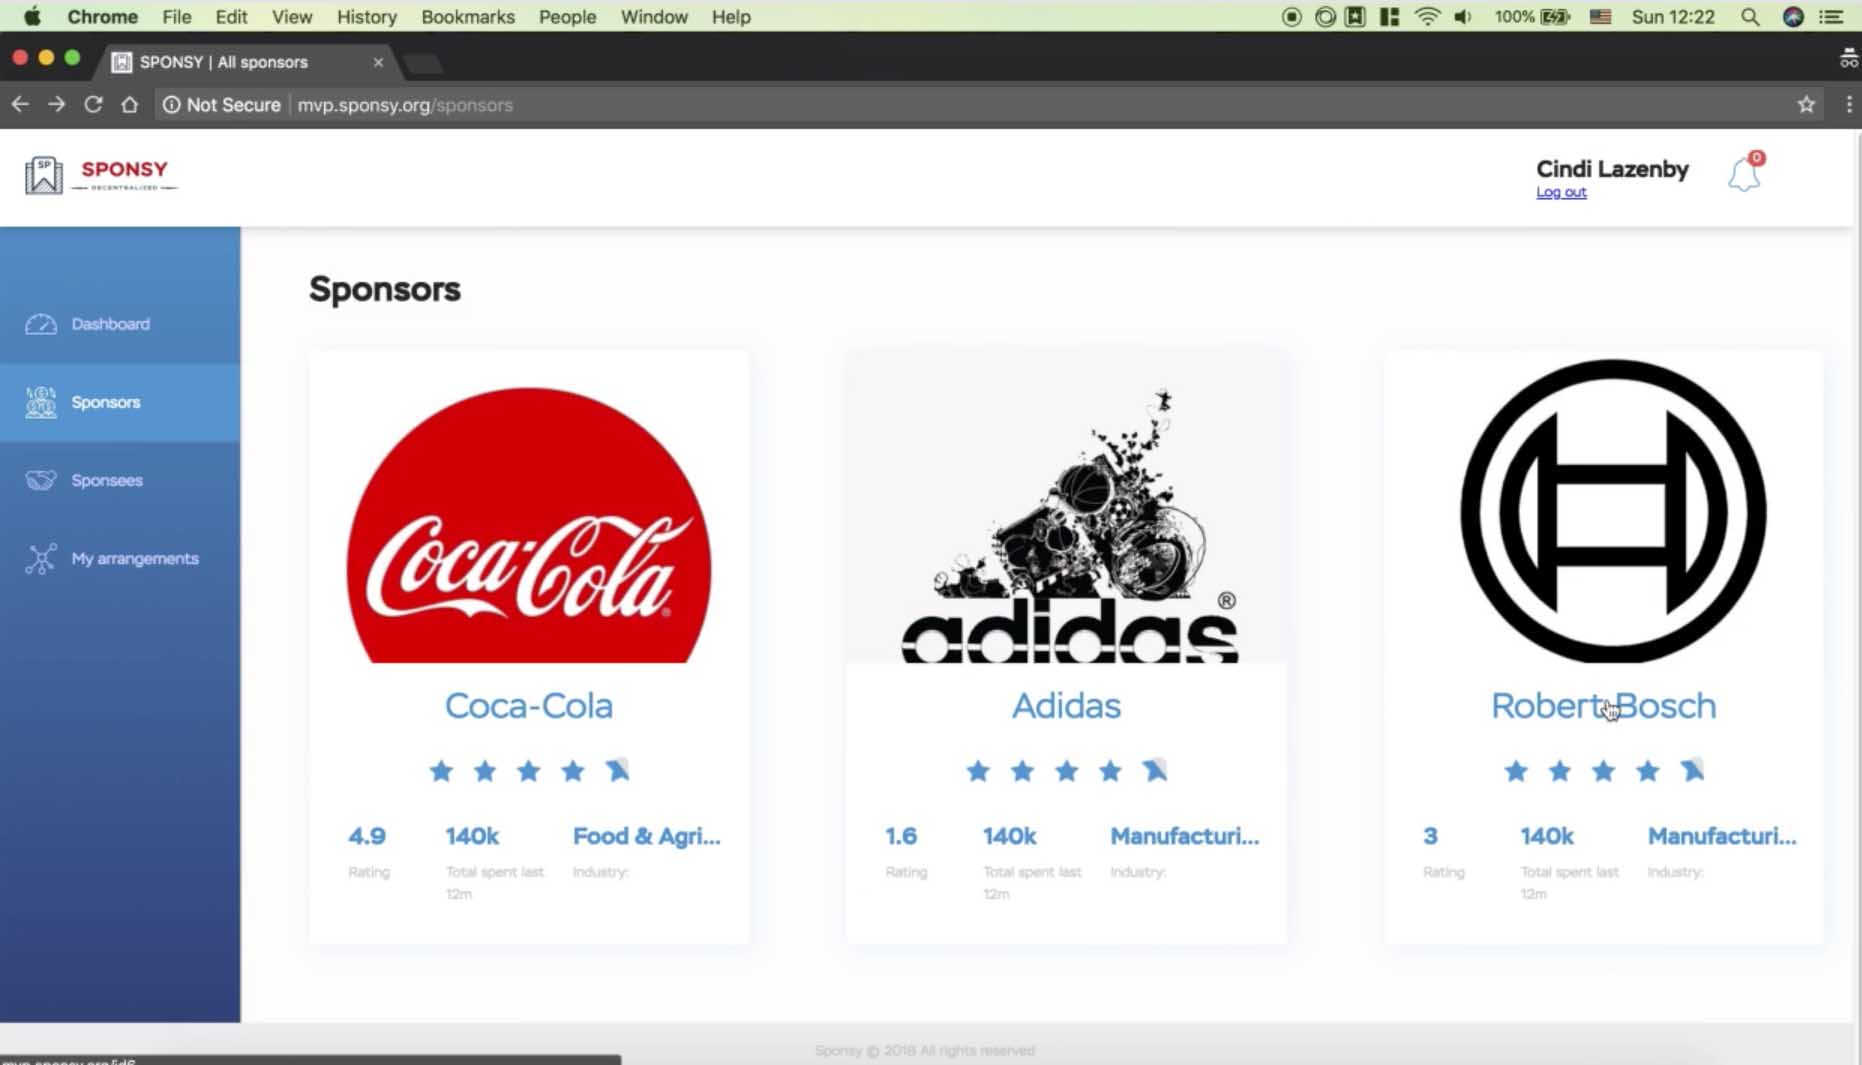 Chrome File Edit View History Bookmarks People Window Help 100% Sun 12:22
SPONSY | All sponsors
Not Secure mvp.sponsy.org/sponsors
SP
SPONSY
DECENTRALIZED
Cindi Lazenby
0
Log out
Dashboard
Sponsors
Sponsees
My arrangements
Sponsors
Coca-Cola
adidas
®
Coca-Cola
Adidas
Robert Bosch
4.9 140k Food & Agri...
Rating Total spent last 12m Industry:
1.6 140k Manufacturi...
Rating Total spent last 12m Industry:
3 140k Manufacturi...
Rating Total spent last 12m Industry:
Sponsy © 2018 All rights reserved